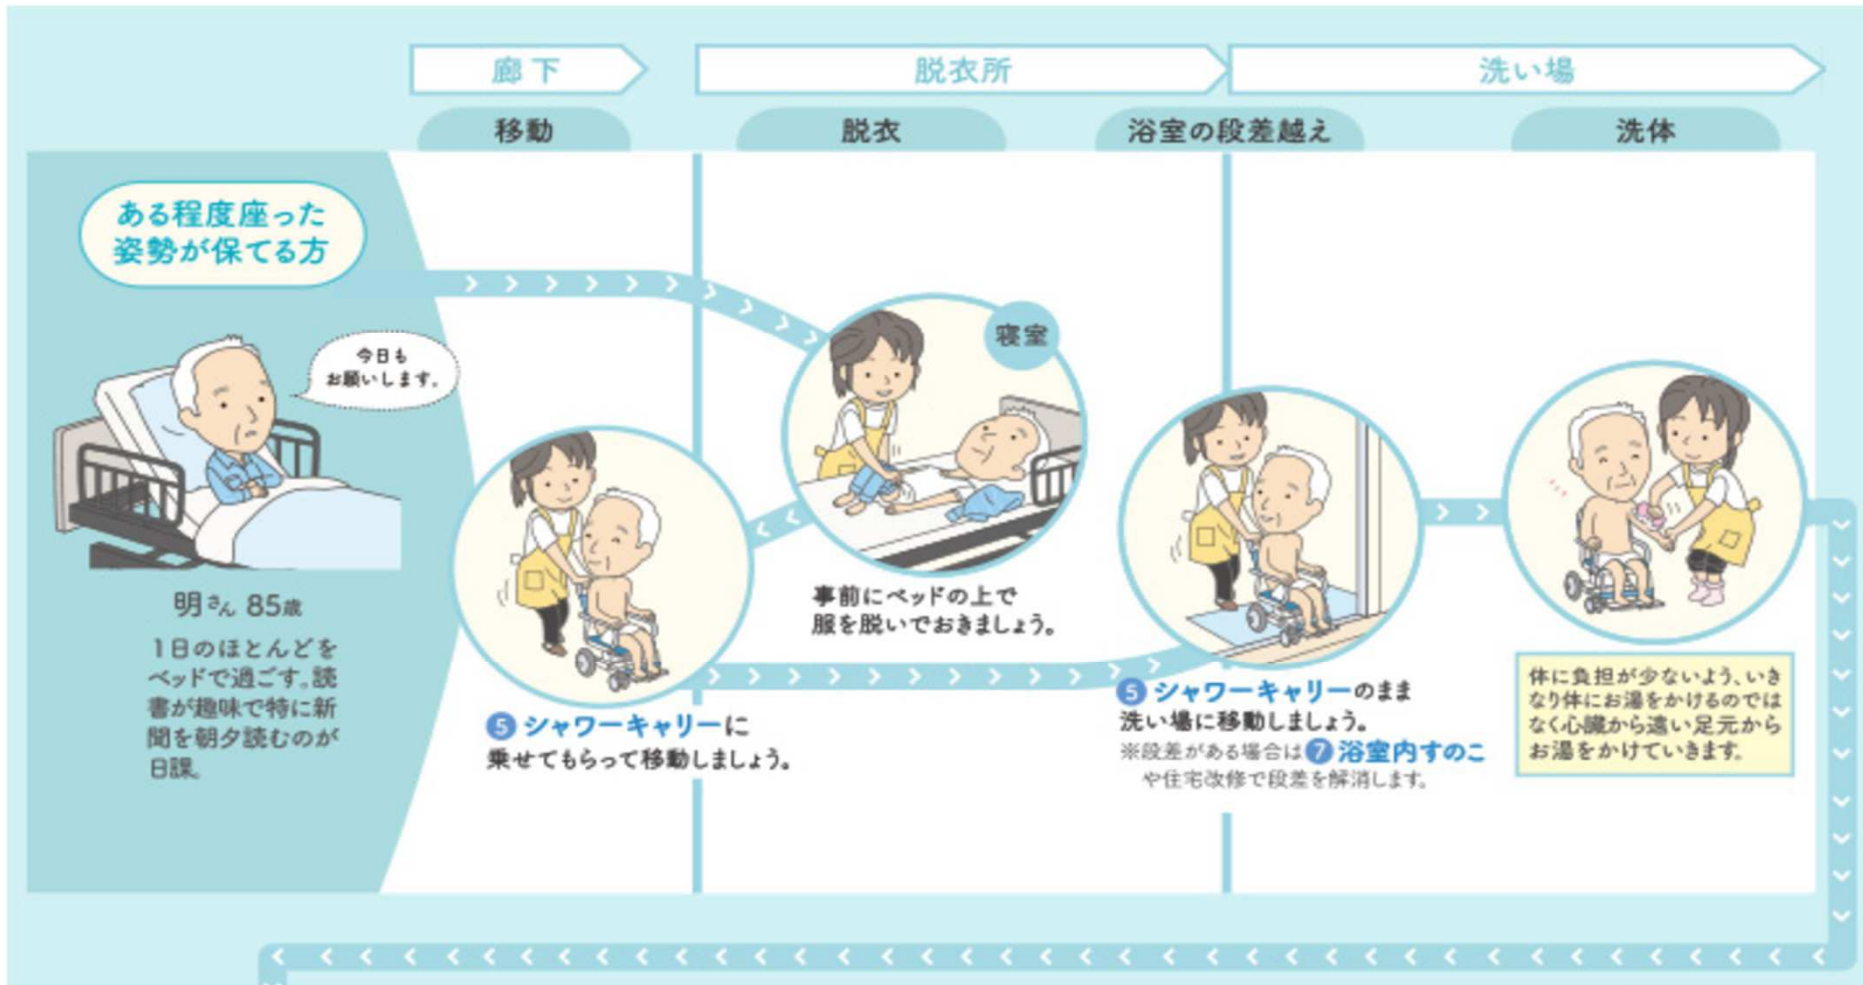 廊下
脱衣所
洗い場
移動
脱衣
浴室の段差越え
洗体
ある程度座った
姿勢が保てる方
今日も
お願いします。
明さん 85歳
1日のほとんどを
ベッドで過ごす。読
書が趣味で特に新
聞を朝夕読むのが
日課。
寝室
事前にベッドの上で
服を脱いでおきましょう。
5 シャワーキャリーに
乗せてもらって移動しましょう。
5 シャワーキャリーのまま
洗い場に移動しましょう。
※段差がある場合は 7 浴室内すのこ
や住宅改修で段差を解消します。
体に負担が少ないよう、いき
なり体にお湯をかけるのでは
なく心臓から遠い足元から
お湯をかけていきます。